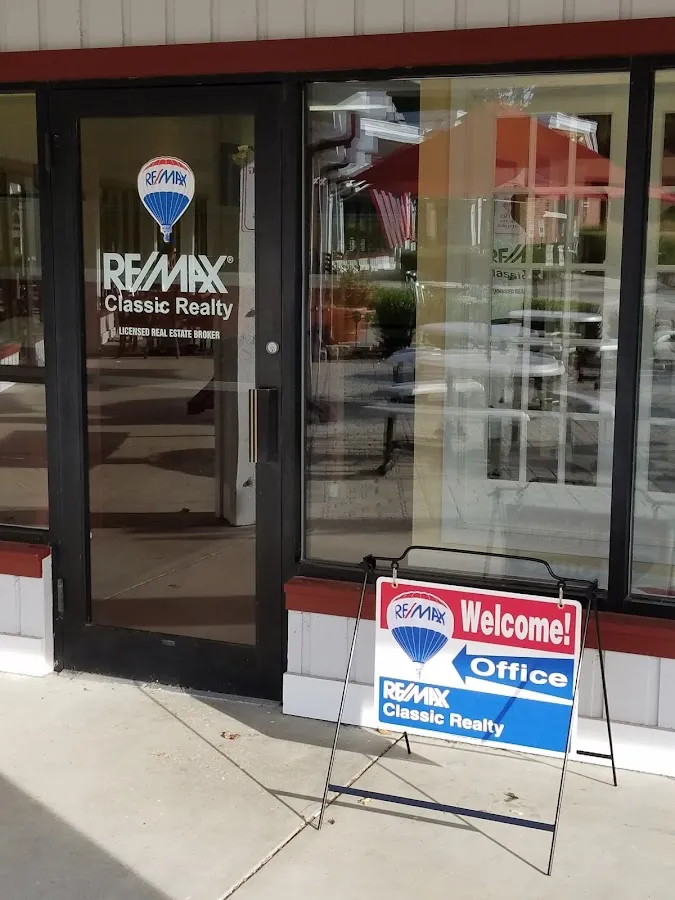 RE/MAX
RE/MAX®
Classic Realty
LICENSED REAL ESTATE BROKER
RE/MAX
Welcome!
Office
RE/MAX
Classic Realty